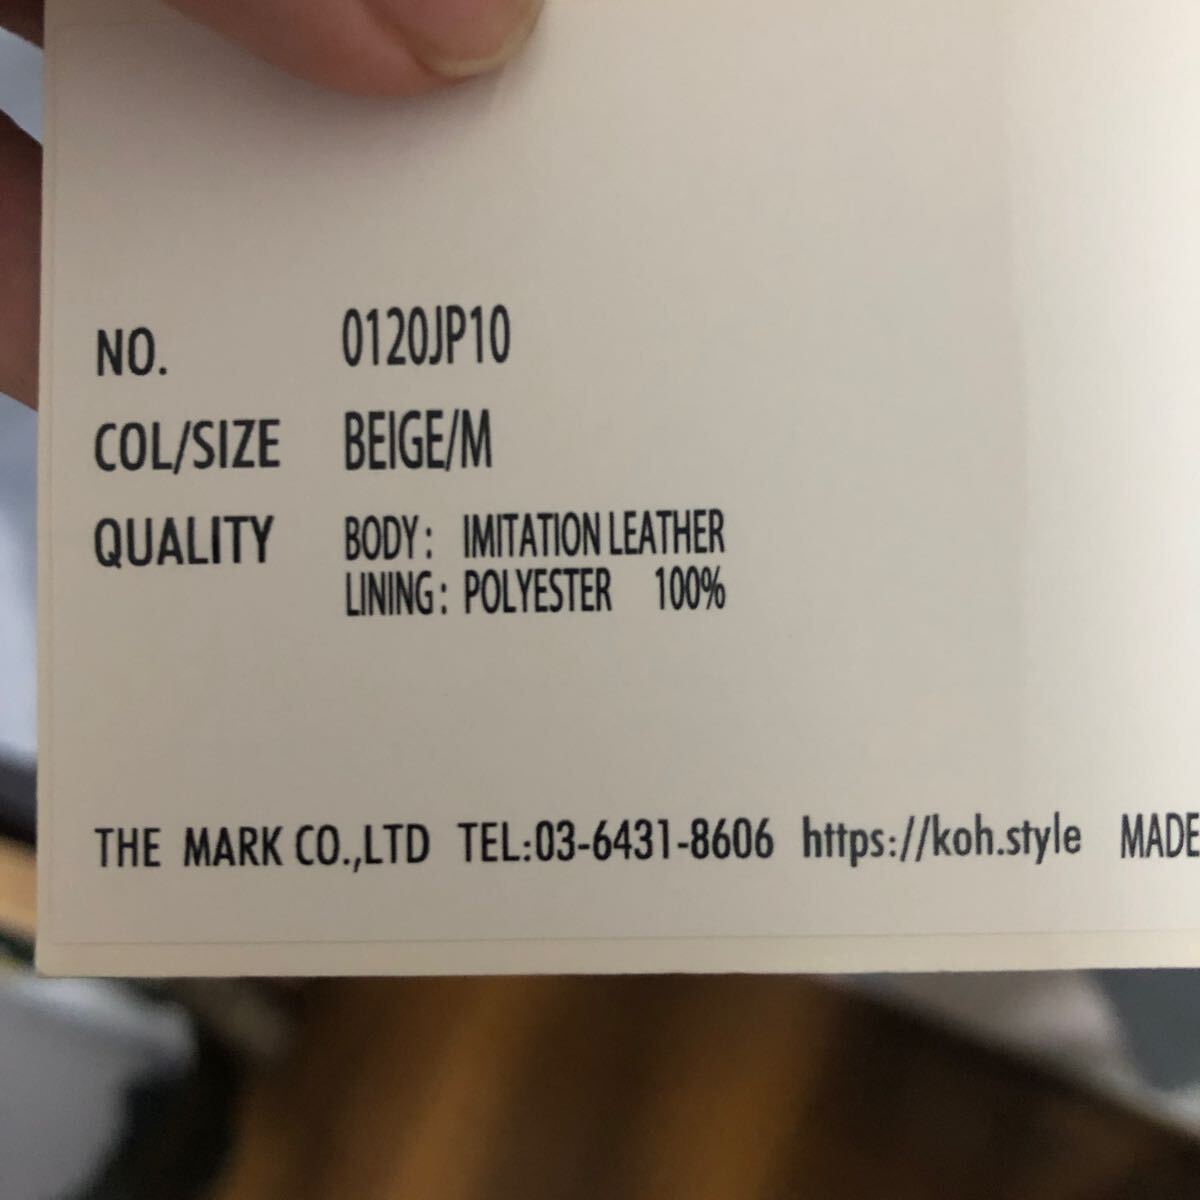 NO. 0120JP10
COL/SIZE BEIGE/M
QUALITY BODY: IMITATION LEATHER
LINING: POLYESTER 100%
THE MARK CO.,LTD TEL:03-6431-8606 https://koh.style MADE